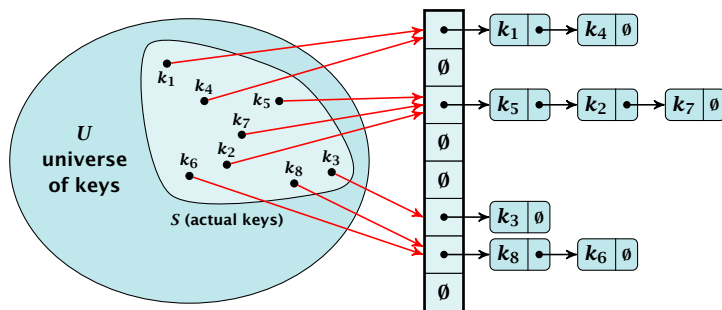 k₁ k₄ ∅
∅
k₁
k₄
k₅
k₅ k₂ k₇ ∅
k₇
U
universe
of keys
∅
k₂
k₆
k₈
k₃
∅
S (actual keys)
k₃ ∅
k₈ k₆ ∅
∅